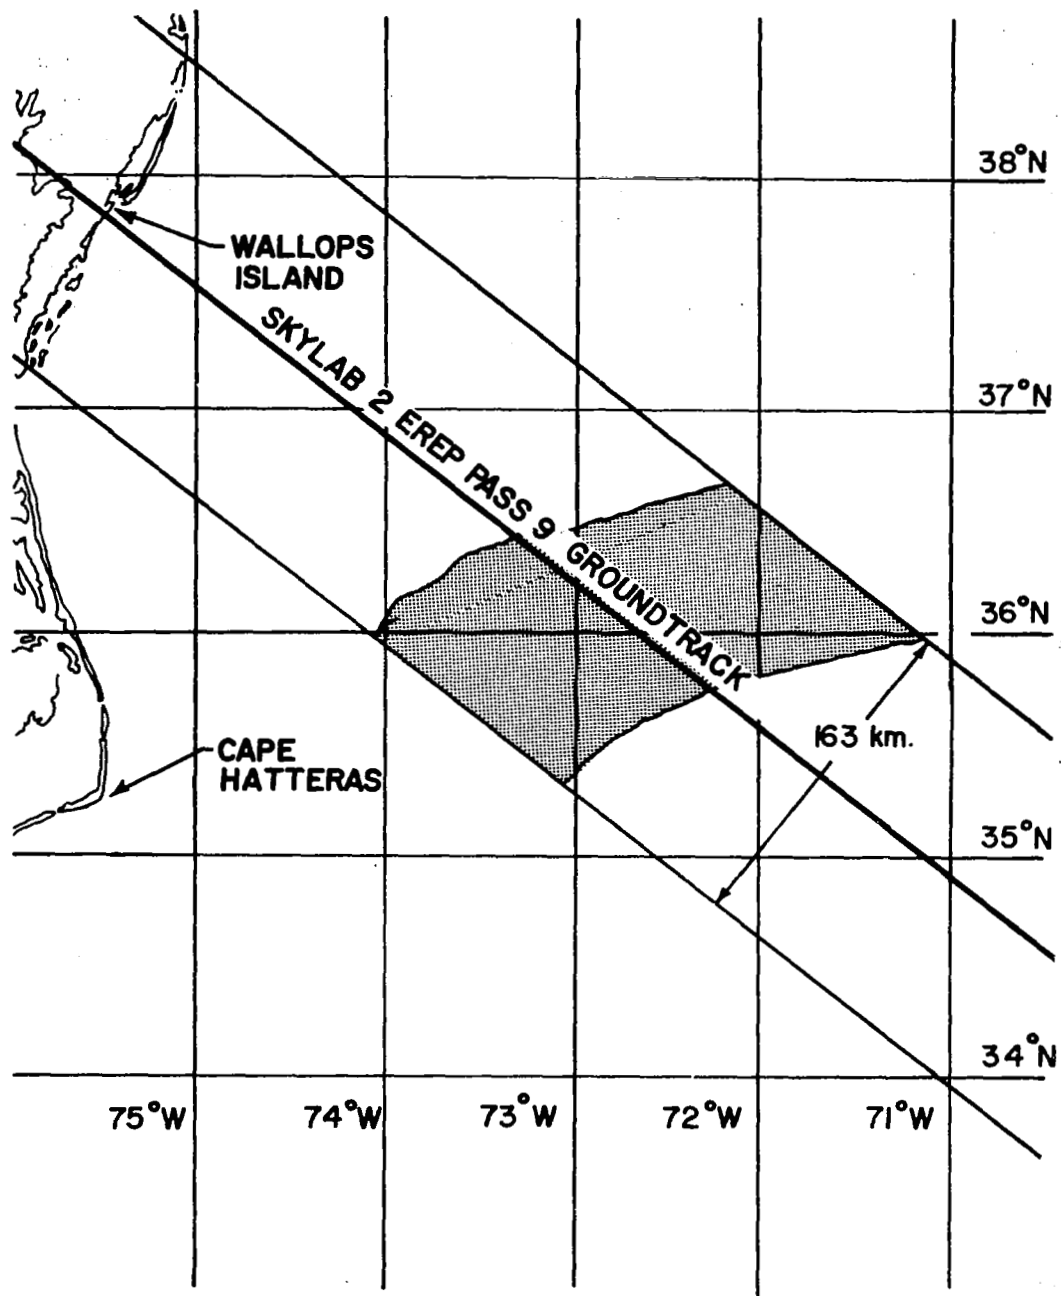 38°N
WALLOPS
ISLAND
SKYLAB 2 EREP PASS 9 GROUNDTRACK
37°N
36°N
163 km.
CAPE
HATTERAS
35°N
34°N
75°W 74°W 73°W 72°W 71°W